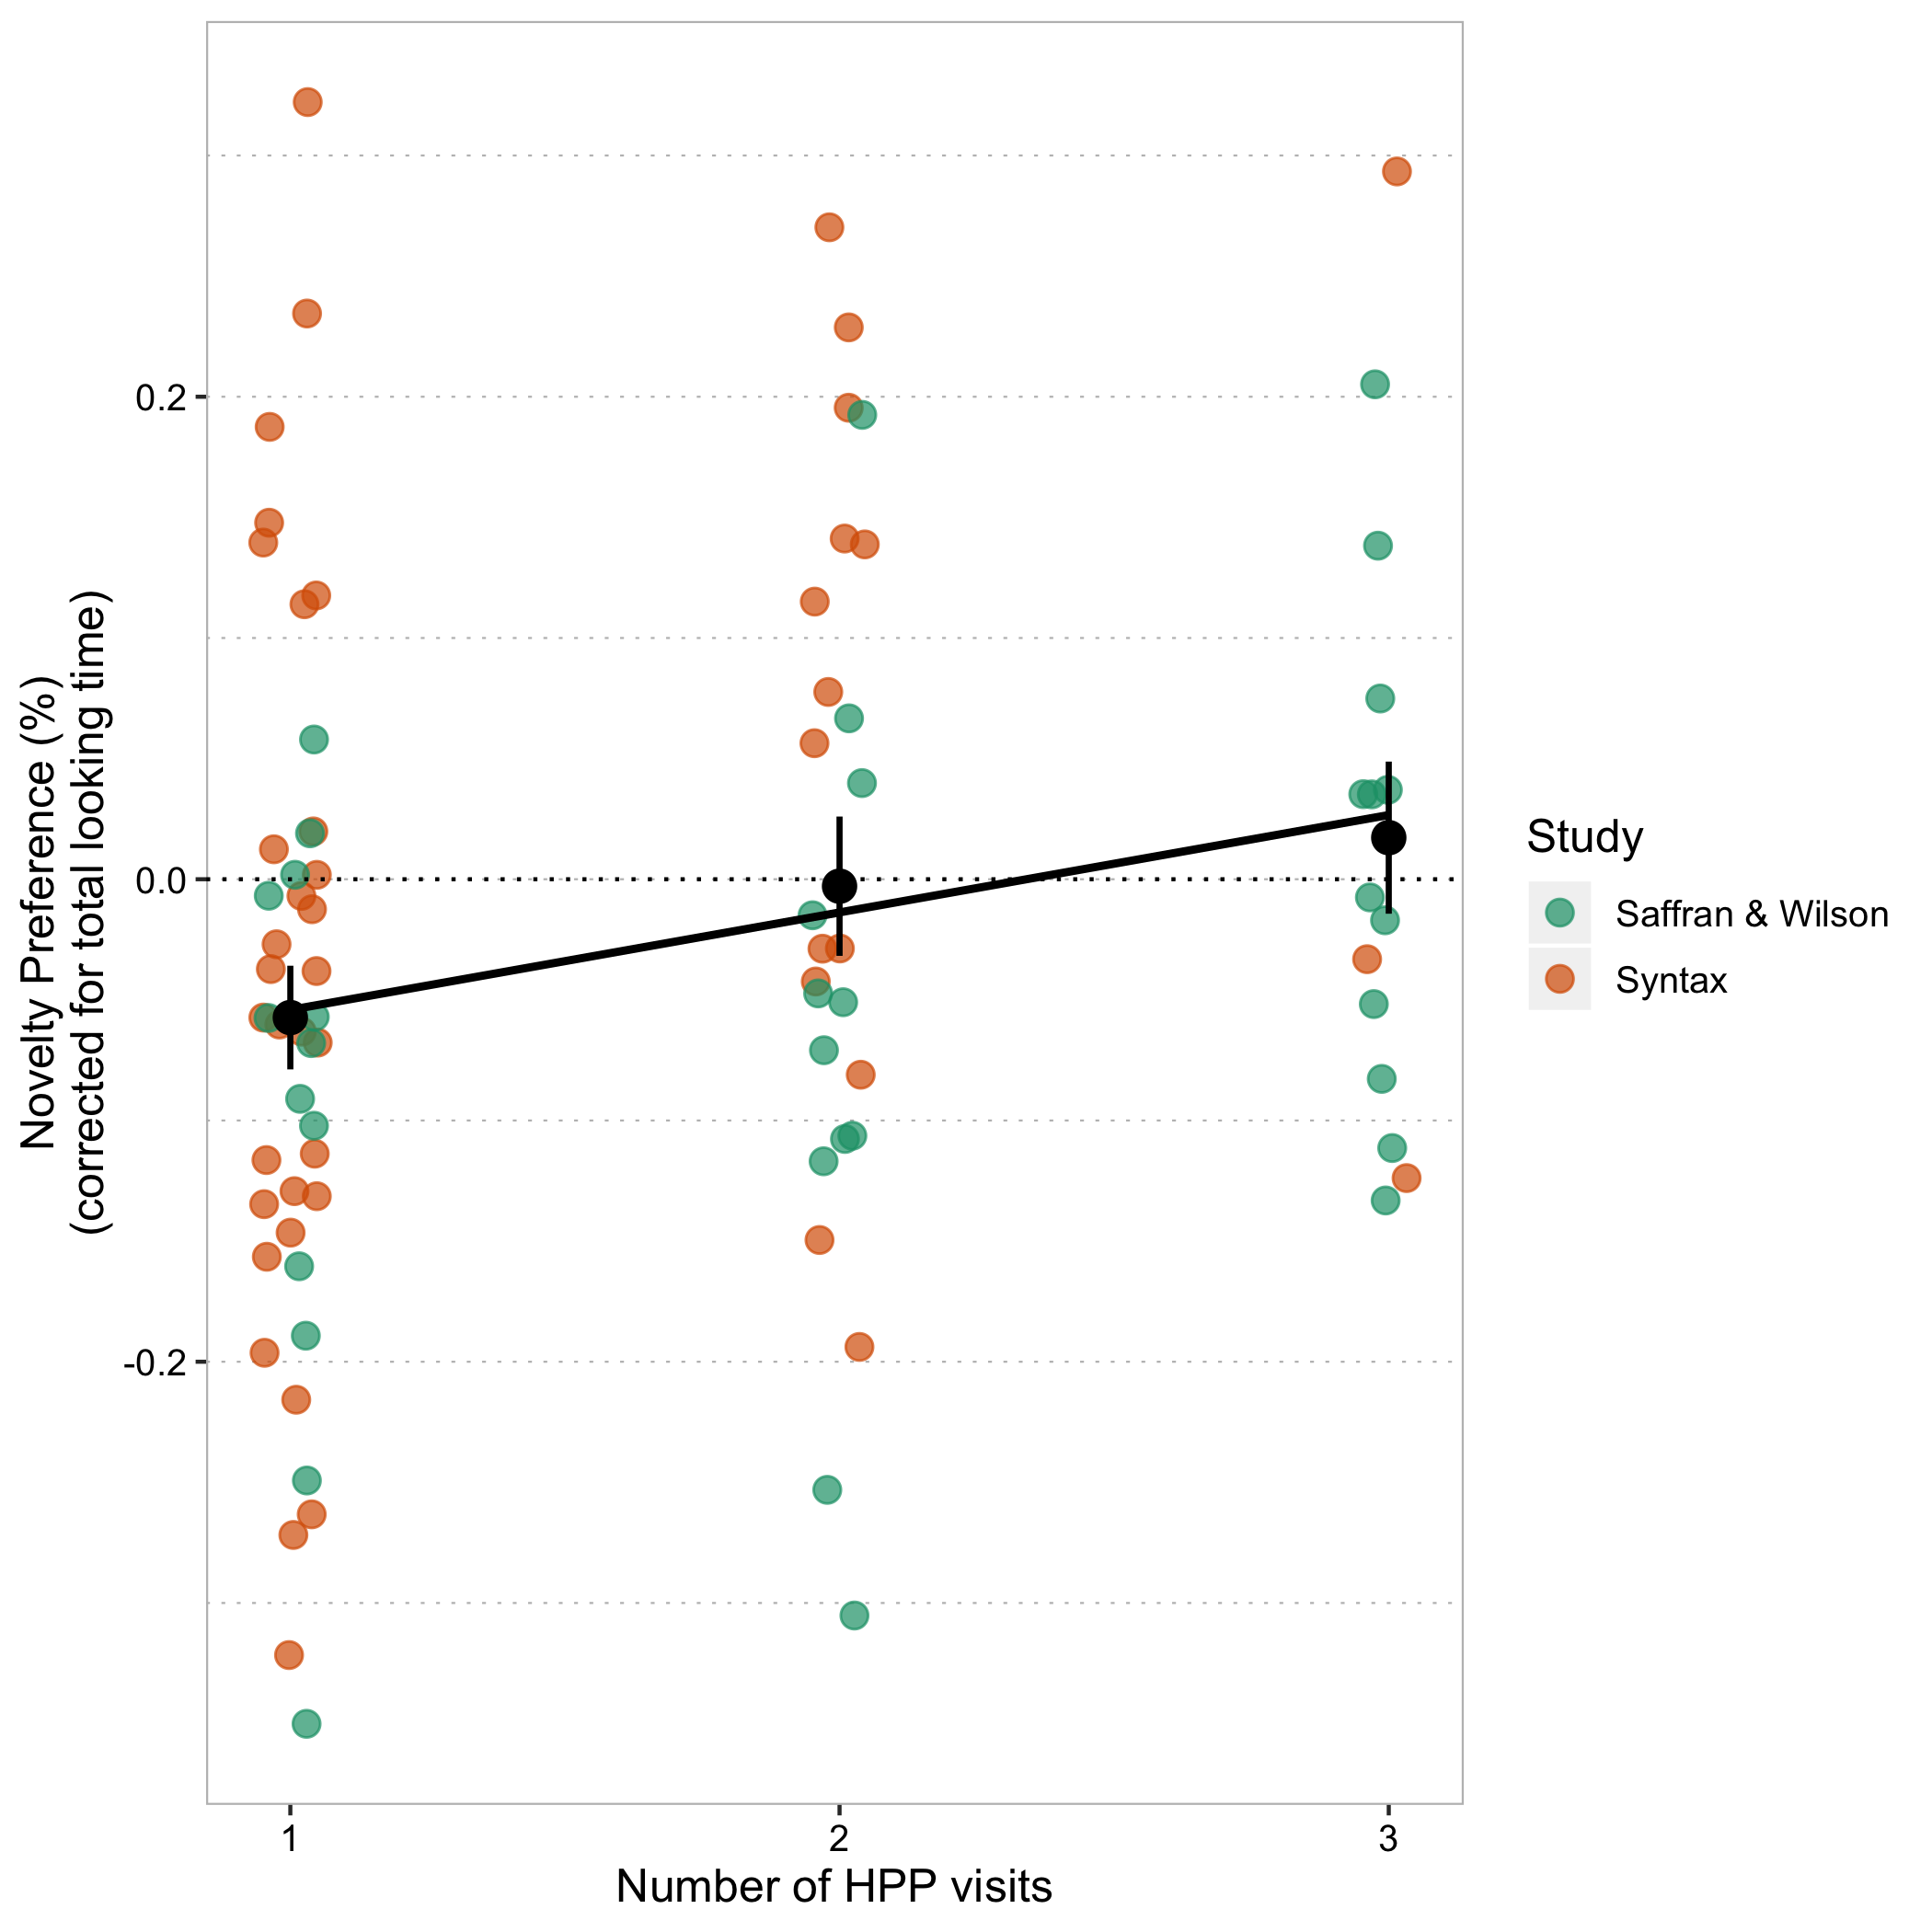 Novelty Preference (%)
(corrected for total looking time)
0.2
0.0
-0.2
1
2
3
Number of HPP visits
Study
Saffran & Wilson
Syntax